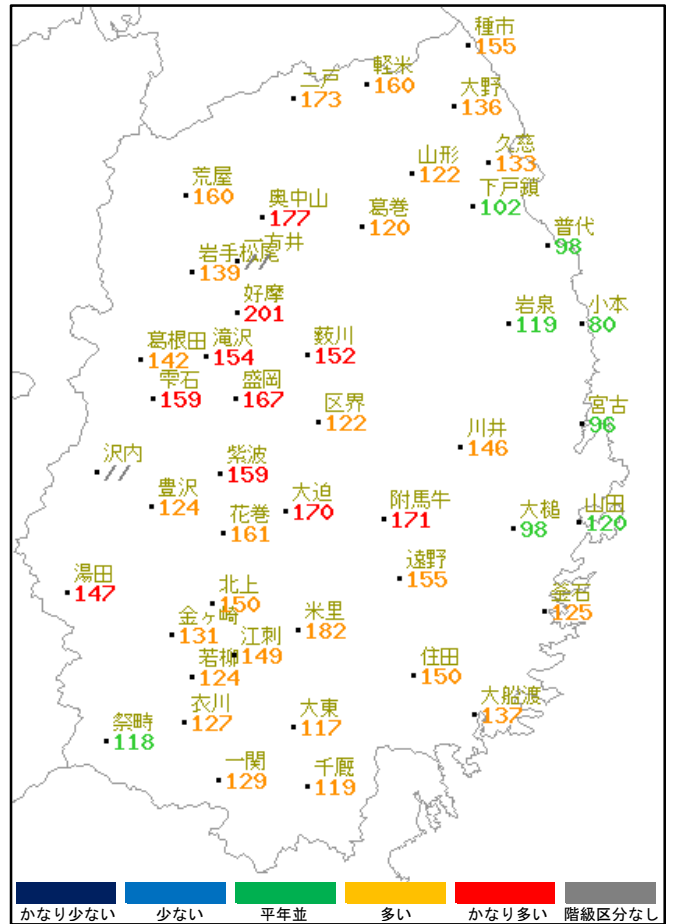 種市
155
軽米
160
二戸
173
大野
136
久慈
133
山形
122
荒屋
160
下戸鎖
102
奥中山
177
葛巻
120
普代
98
一方井
//
岩手松尾
139
好摩
201
岩泉
119
小本
80
葛根田
142
滝沢
154
薮川
152
雫石
159
盛岡
167
区界
122
宮古
96
川井
146
沢内
//
紫波
159
豊沢
124
大迫
170
附馬牛
171
花巻
161
大槌
98
山田
120
遠野
155
湯田
147
北上
150
釜石
125
金ヶ崎
131
米里
182
江刺
149
若柳
124
住田
150
衣川
127
大東
117
大船渡
137
祭畤
118
一関
129
千厩
119
かなり少ない 少ない 平年並 多い かなり多い 階級区分なし